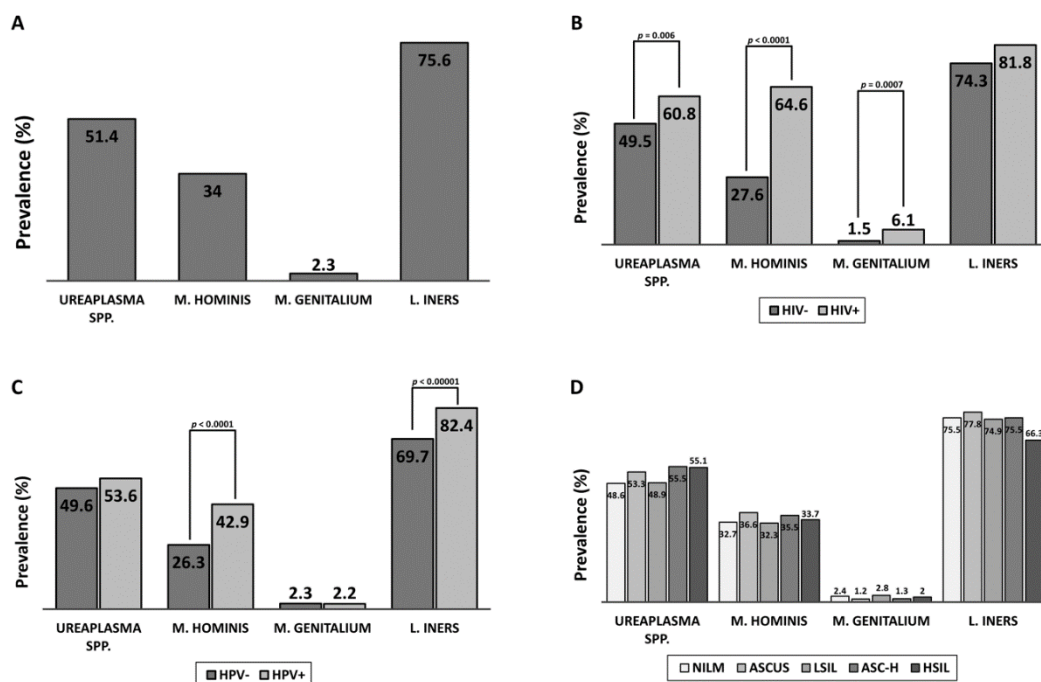 A
Prevalence (%)
51.4
34
2.3
75.6
UREAPLASMA SPP.
M. HOMINIS
M. GENITALIUM
L. INERS
B
Prevalence (%)
p = 0.006
p < 0.0001
p = 0.0007
49.5
60.8
27.6
64.6
1.5
6.1
74.3
81.8
UREAPLASMA SPP.
M. HOMINIS
M. GENITALIUM
L. INERS
HIV- HIV+
C
Prevalence (%)
p < 0.0001
p < 0.00001
49.6
53.6
26.3
42.9
2.3
2.2
69.7
82.4
UREAPLASMA SPP.
M. HOMINIS
M. GENITALIUM
L. INERS
HPV- HPV+
D
Prevalence (%)
48.6
53.3
48.9
55.5
55.1
32.7
36.6
32.3
35.5
33.7
2.4
1.2
2.8
1.3
2
75.5
77.8
74.9
75.5
66.3
UREAPLASMA SPP.
M. HOMINIS
M. GENITALIUM
L. INERS
NILM ASCUS LSIL ASC-H HSIL